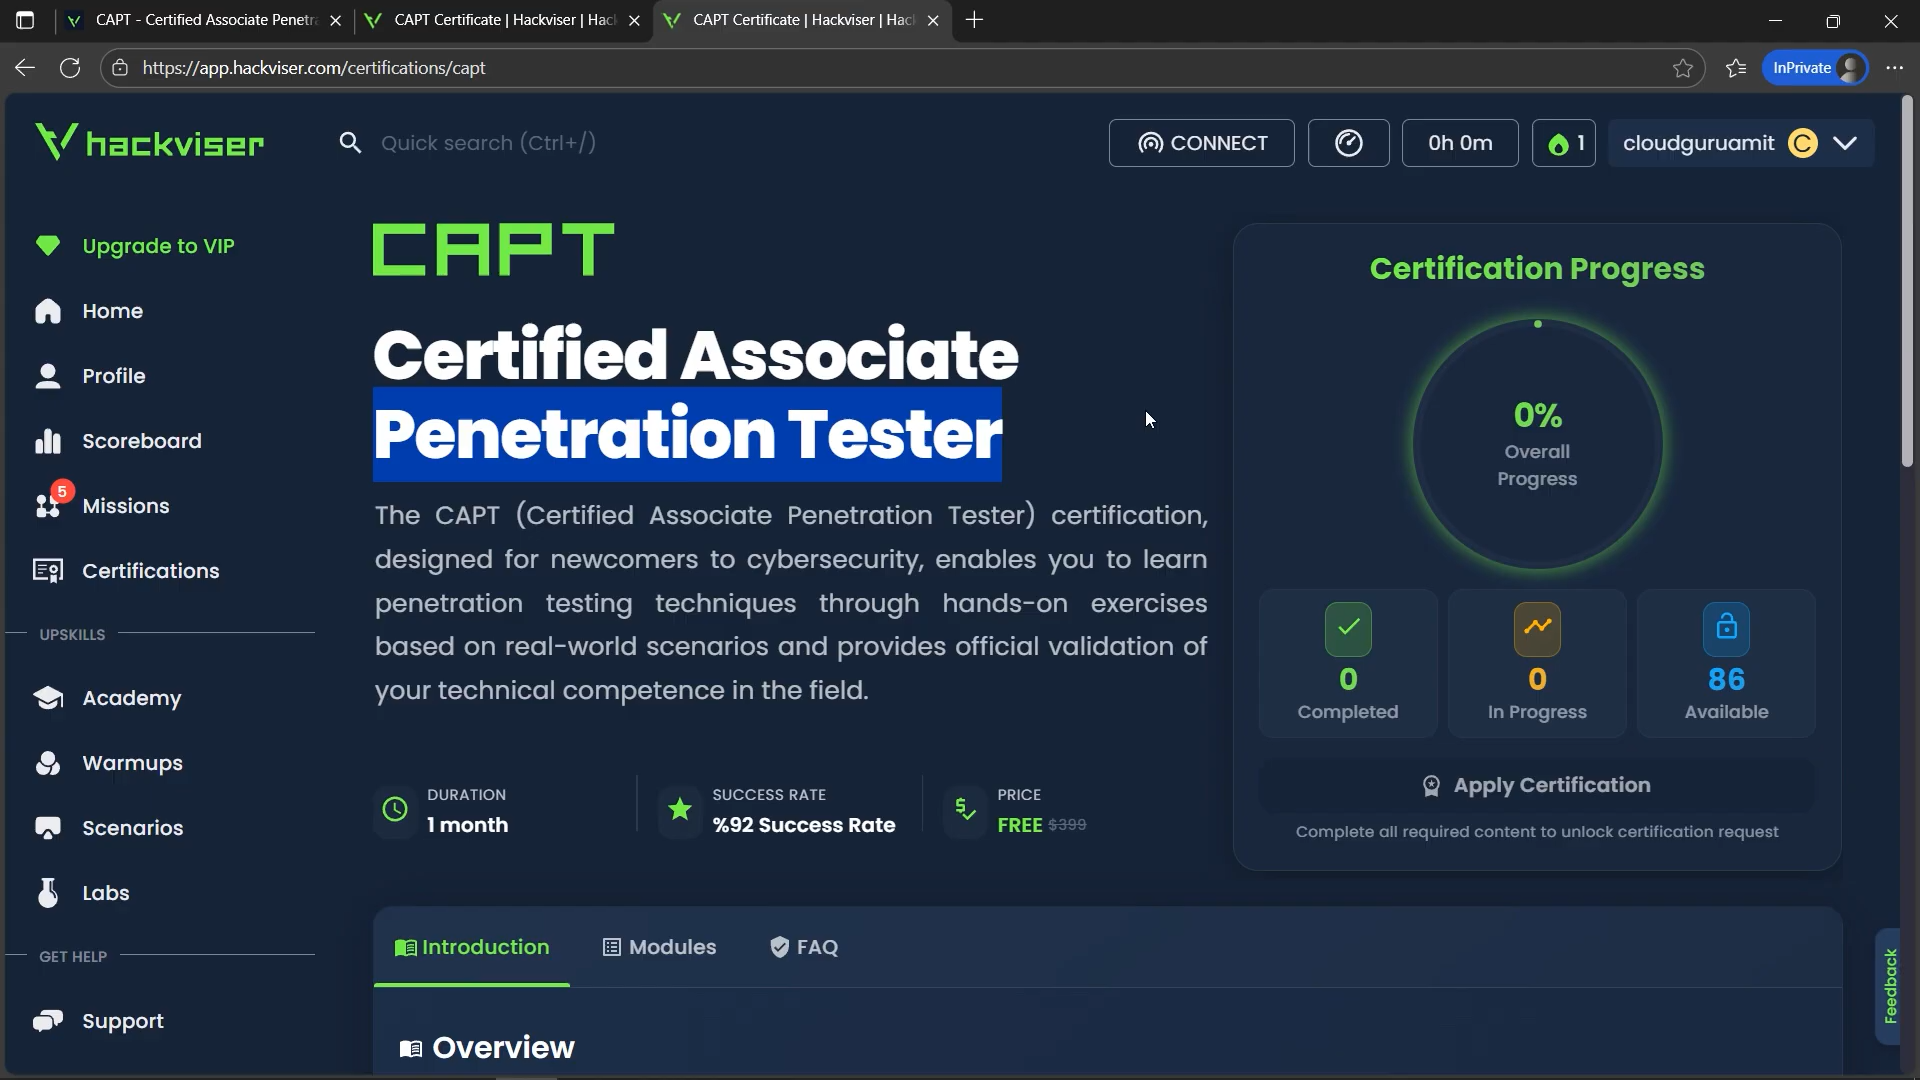 CAPT - Certified Associate Penetra
CAPT Certificate | Hackviser | Hac
CAPT Certificate | Hackviser | Hac
https://app.hackviser.com/certifications/capt
InPrivate
hackviser
Quick search (Ctrl+/)
CONNECT
0h 0m
1
cloudguruamit
C
Upgrade to VIP
Home
Profile
Scoreboard
5
Missions
Certifications
UPSKILLS
Academy
Warmups
Scenarios
Labs
GET HELP
Support
CAPT
Certified Associate
Penetration Tester
The CAPT (Certified Associate Penetration Tester) certification,
designed for newcomers to cybersecurity, enables you to learn
penetration testing techniques through hands-on exercises
based on real-world scenarios and provides official validation of
your technical competence in the field.
DURATION
1 month
SUCCESS RATE
%92 Success Rate
PRICE
FREE $399
Certification Progress
0%
Overall
Progress
0
Completed
0
In Progress
86
Available
Apply Certification
Complete all required content to unlock certification request
Introduction
Modules
FAQ
Overview
Feedback